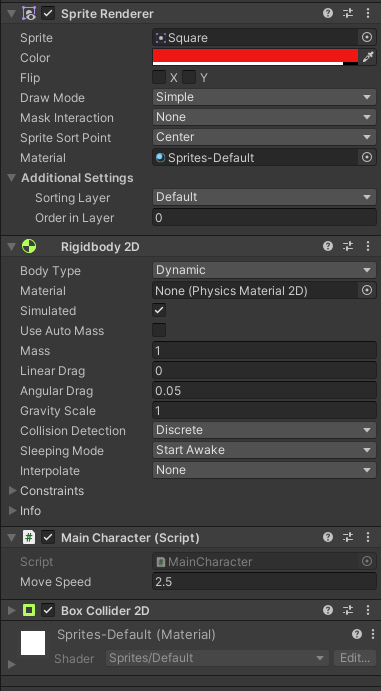 Sprite Renderer
Sprite Square
Color
Flip X Y
Draw Mode Simple
Mask Interaction None
Sprite Sort Point Center
Material Sprites-Default
Additional Settings
Sorting Layer Default
Order in Layer 0
Rigidbody 2D
Body Type Dynamic
Material None (Physics Material 2D)
Simulated
Use Auto Mass
Mass 1
Linear Drag 0
Angular Drag 0.05
Gravity Scale 1
Collision Detection Discrete
Sleeping Mode Start Awake
Interpolate None
Constraints
Info
# Main Character (Script)
Script MainCharacter
Move Speed 2.5
Box Collider 2D
Sprites-Default (Material)
Shader Sprites/Default Edit...